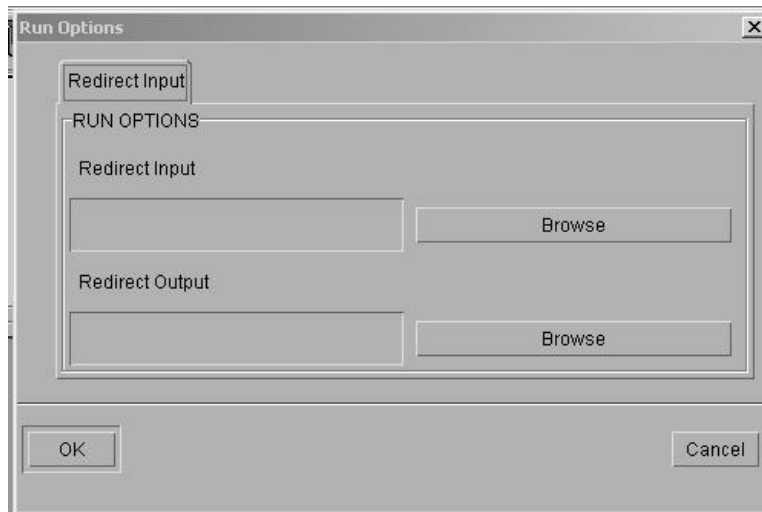 Run Options
Redirect Input
RUN OPTIONS
Redirect Input
Browse
Redirect Output
Browse
OK
Cancel